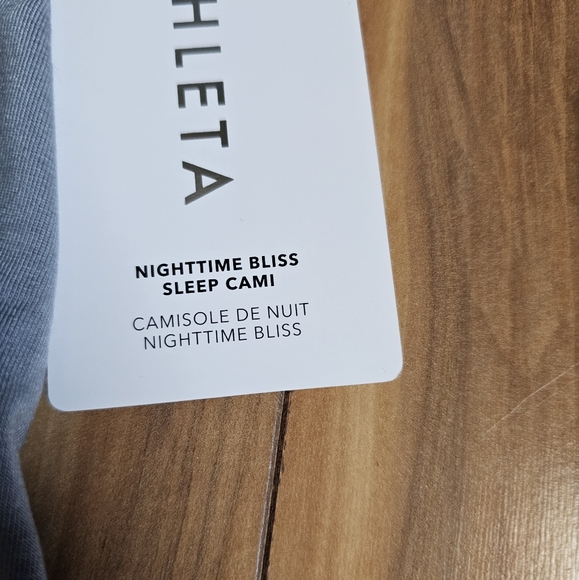 HLETA
NIGHTTIME BLISS
SLEEP CAMI
CAMISOLE DE NUIT
NIGHTTIME BLISS